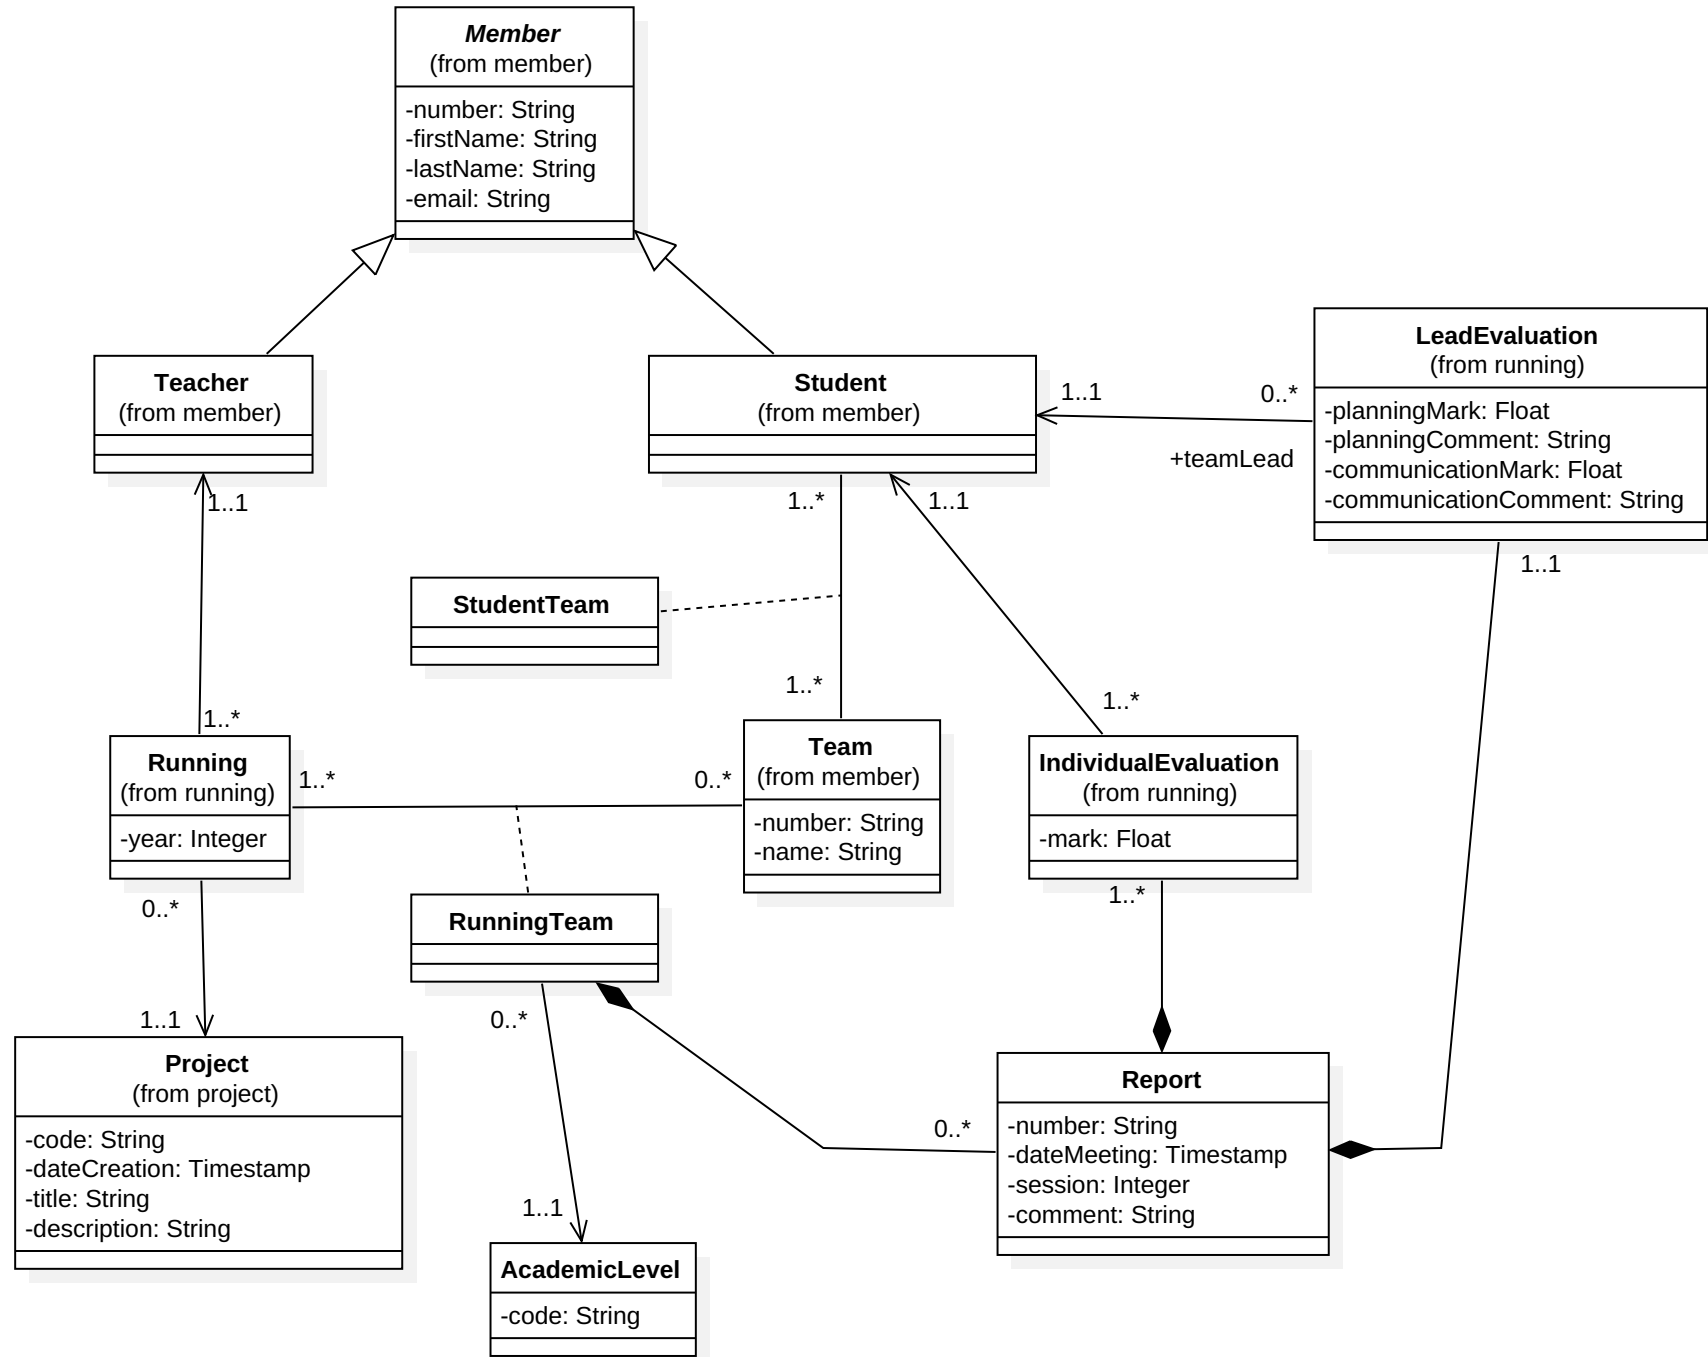 Member
(from member)
-number: String
-firstName: String
-lastName: String
-email: String
Teacher
(from member)
Student
(from member)
LeadEvaluation
(from running)
-planningMark: Float
-planningComment: String
-communicationMark: Float
-communicationComment: String
1..1
0..*
+teamLead
1..1
1..*
1..1
1..1
StudentTeam
1..*
1..*
1..*
Running
(from running)
-year: Integer
1..*
0..*
Team
(from member)
-number: String
-name: String
IndividualEvaluation
(from running)
-mark: Float
0..*
1..*
RunningTeam
1..1
0..*
Project
(from project)
-code: String
-dateCreation: Timestamp
-title: String
-description: String
0..*
Report
-number: String
-dateMeeting: Timestamp
-session: Integer
-comment: String
1..1
AcademicLevel
-code: String